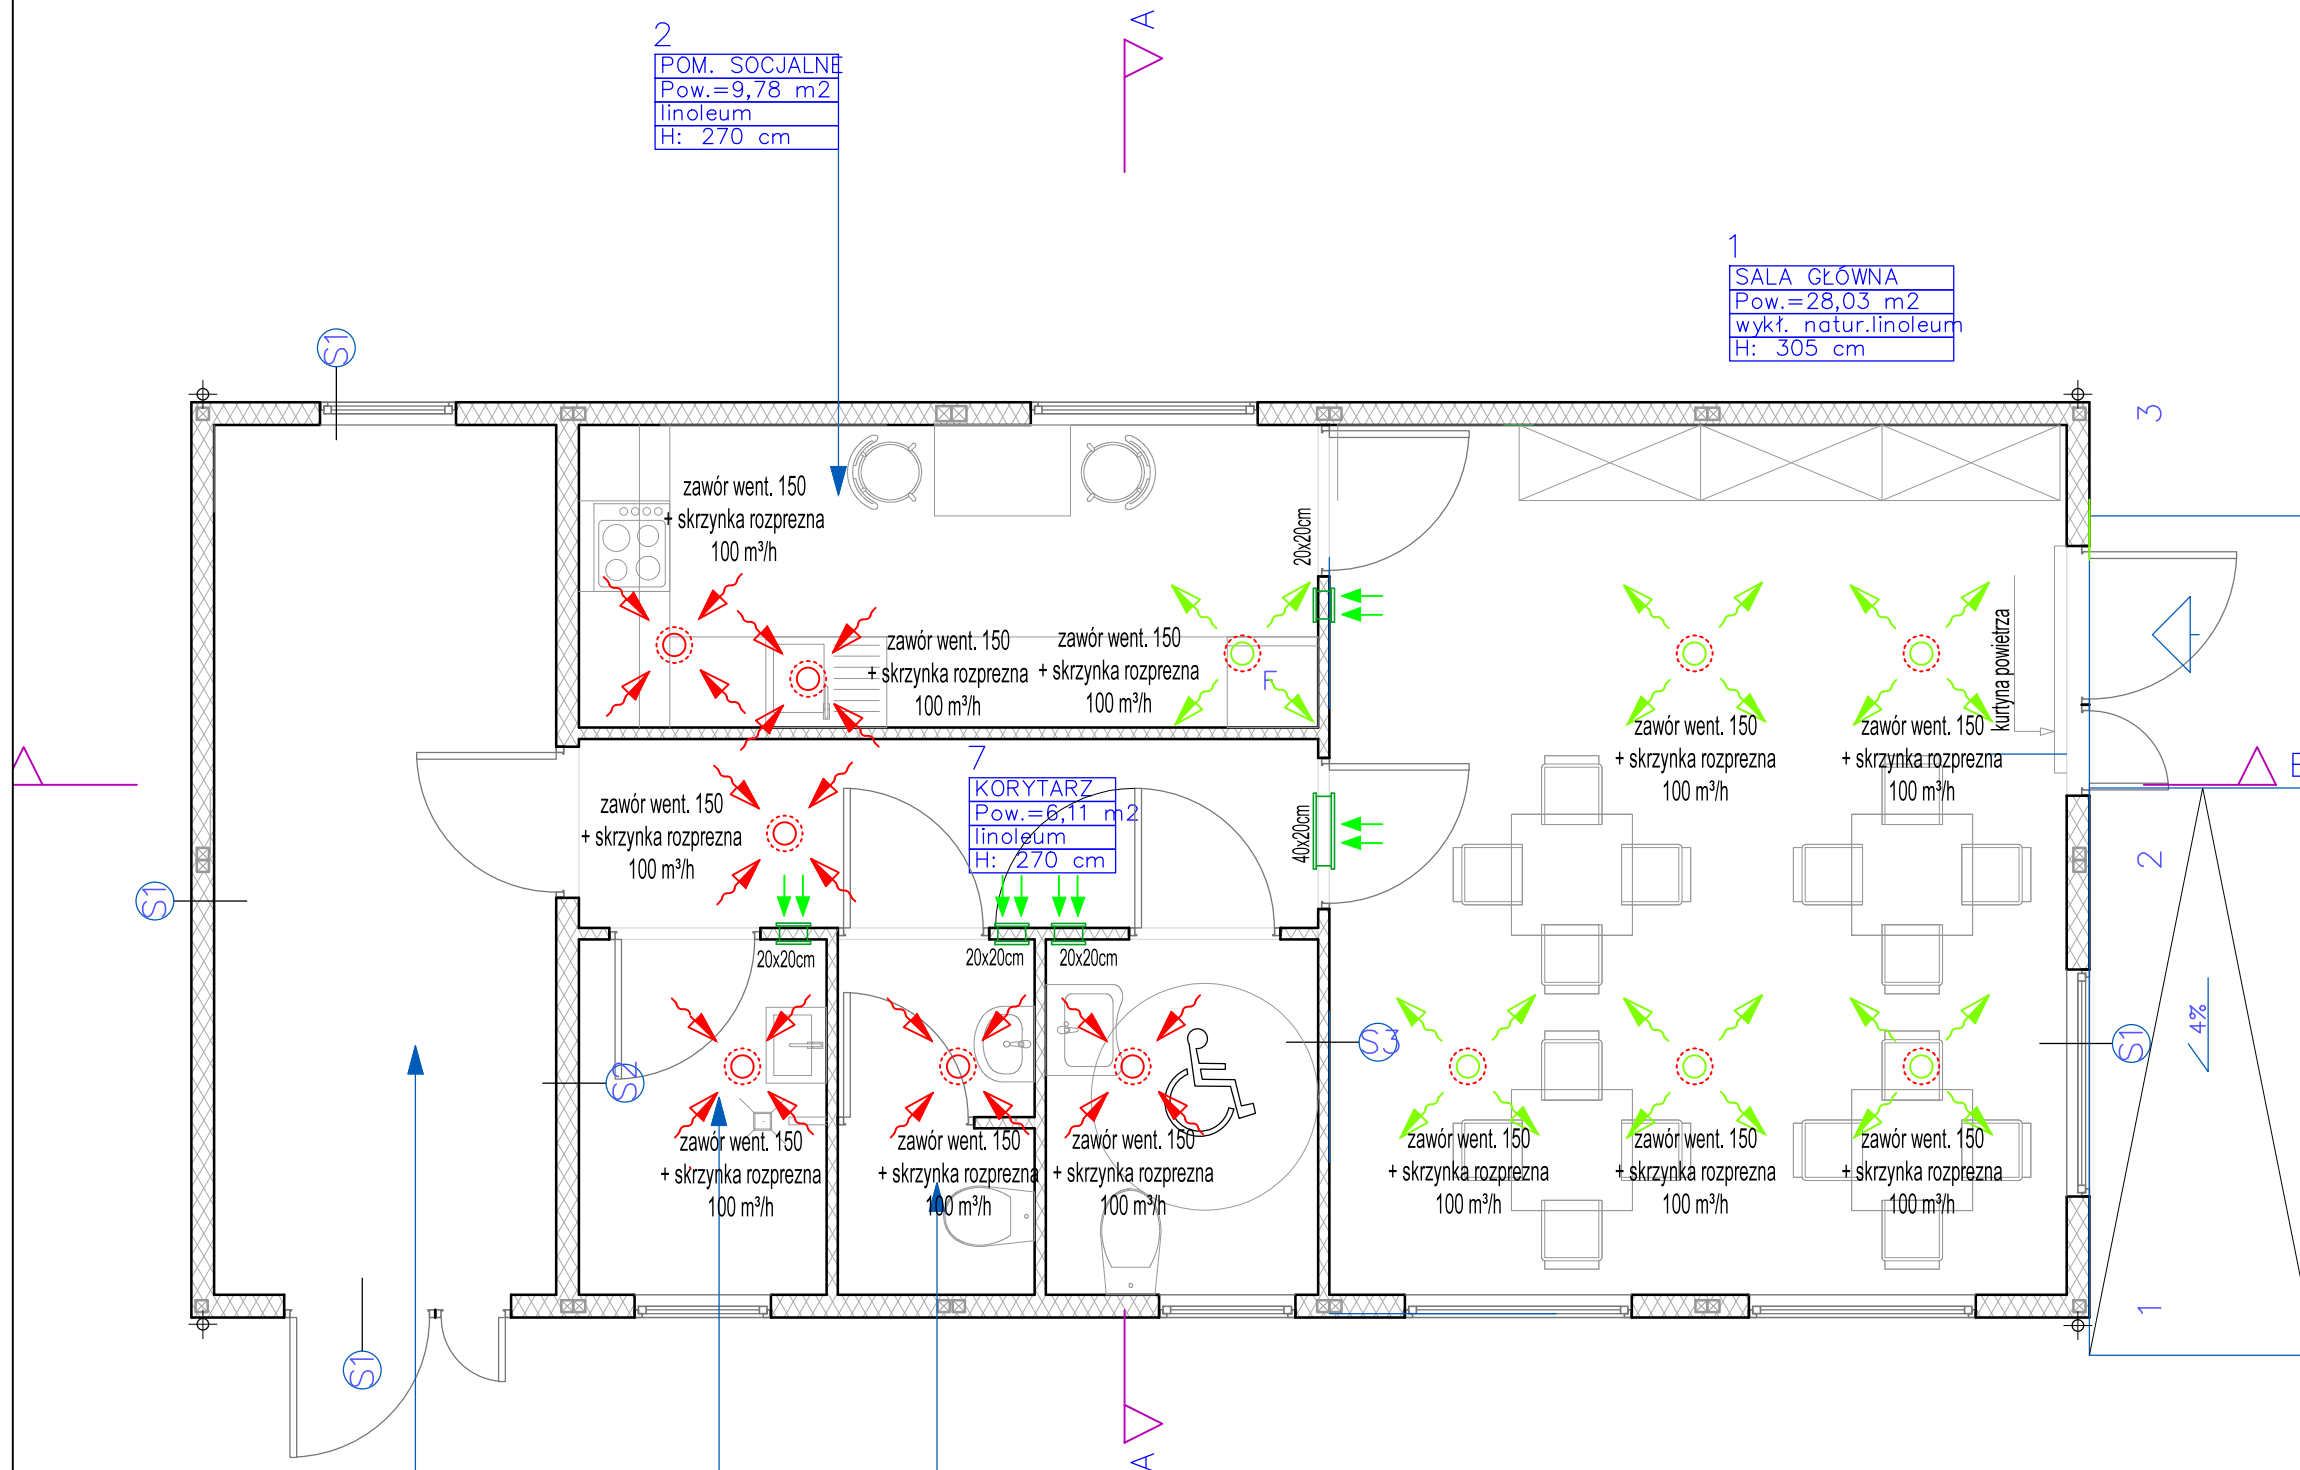 A
2
POM. SOCJALNE
Pow.=9,78 m2
linoleum
H: 270 cm
1
SALA GŁÓWNA
Pow.=28,03 m2
wykł. natur.linoleum
H: 305 cm
S1
3
zawór went. 150
+ skrzynka rozprezna
100 m³/h
20x20cm
zawór went. 150
+ skrzynka rozprezna
100 m³/h
zawór went. 150
+ skrzynka rozprezna
100 m³/h
F
kurtyna powietrza
zawór went. 150
+ skrzynka rozprezna
100 m³/h
zawór went. 150
+ skrzynka rozprezna
100 m³/h
7
KORYTARZ
Pow.=6,11 m2
linoleum
H: 270 cm
zawór went. 150
+ skrzynka rozprezna
100 m³/h
40x20cm
2
S1
20x20cm
20x20cm
20x20cm
4%
S2
S3
S1
zawór went. 150
+ skrzynka rozprezna
100 m³/h
zawór went. 150
+ skrzynka rozprezna
100 m³/h
zawór went. 150
+ skrzynka rozprezna
100 m³/h
zawór went. 150
+ skrzynka rozprezna
100 m³/h
zawór went. 150
+ skrzynka rozprezna
100 m³/h
zawór went. 150
+ skrzynka rozprezna
100 m³/h
1
S1
A